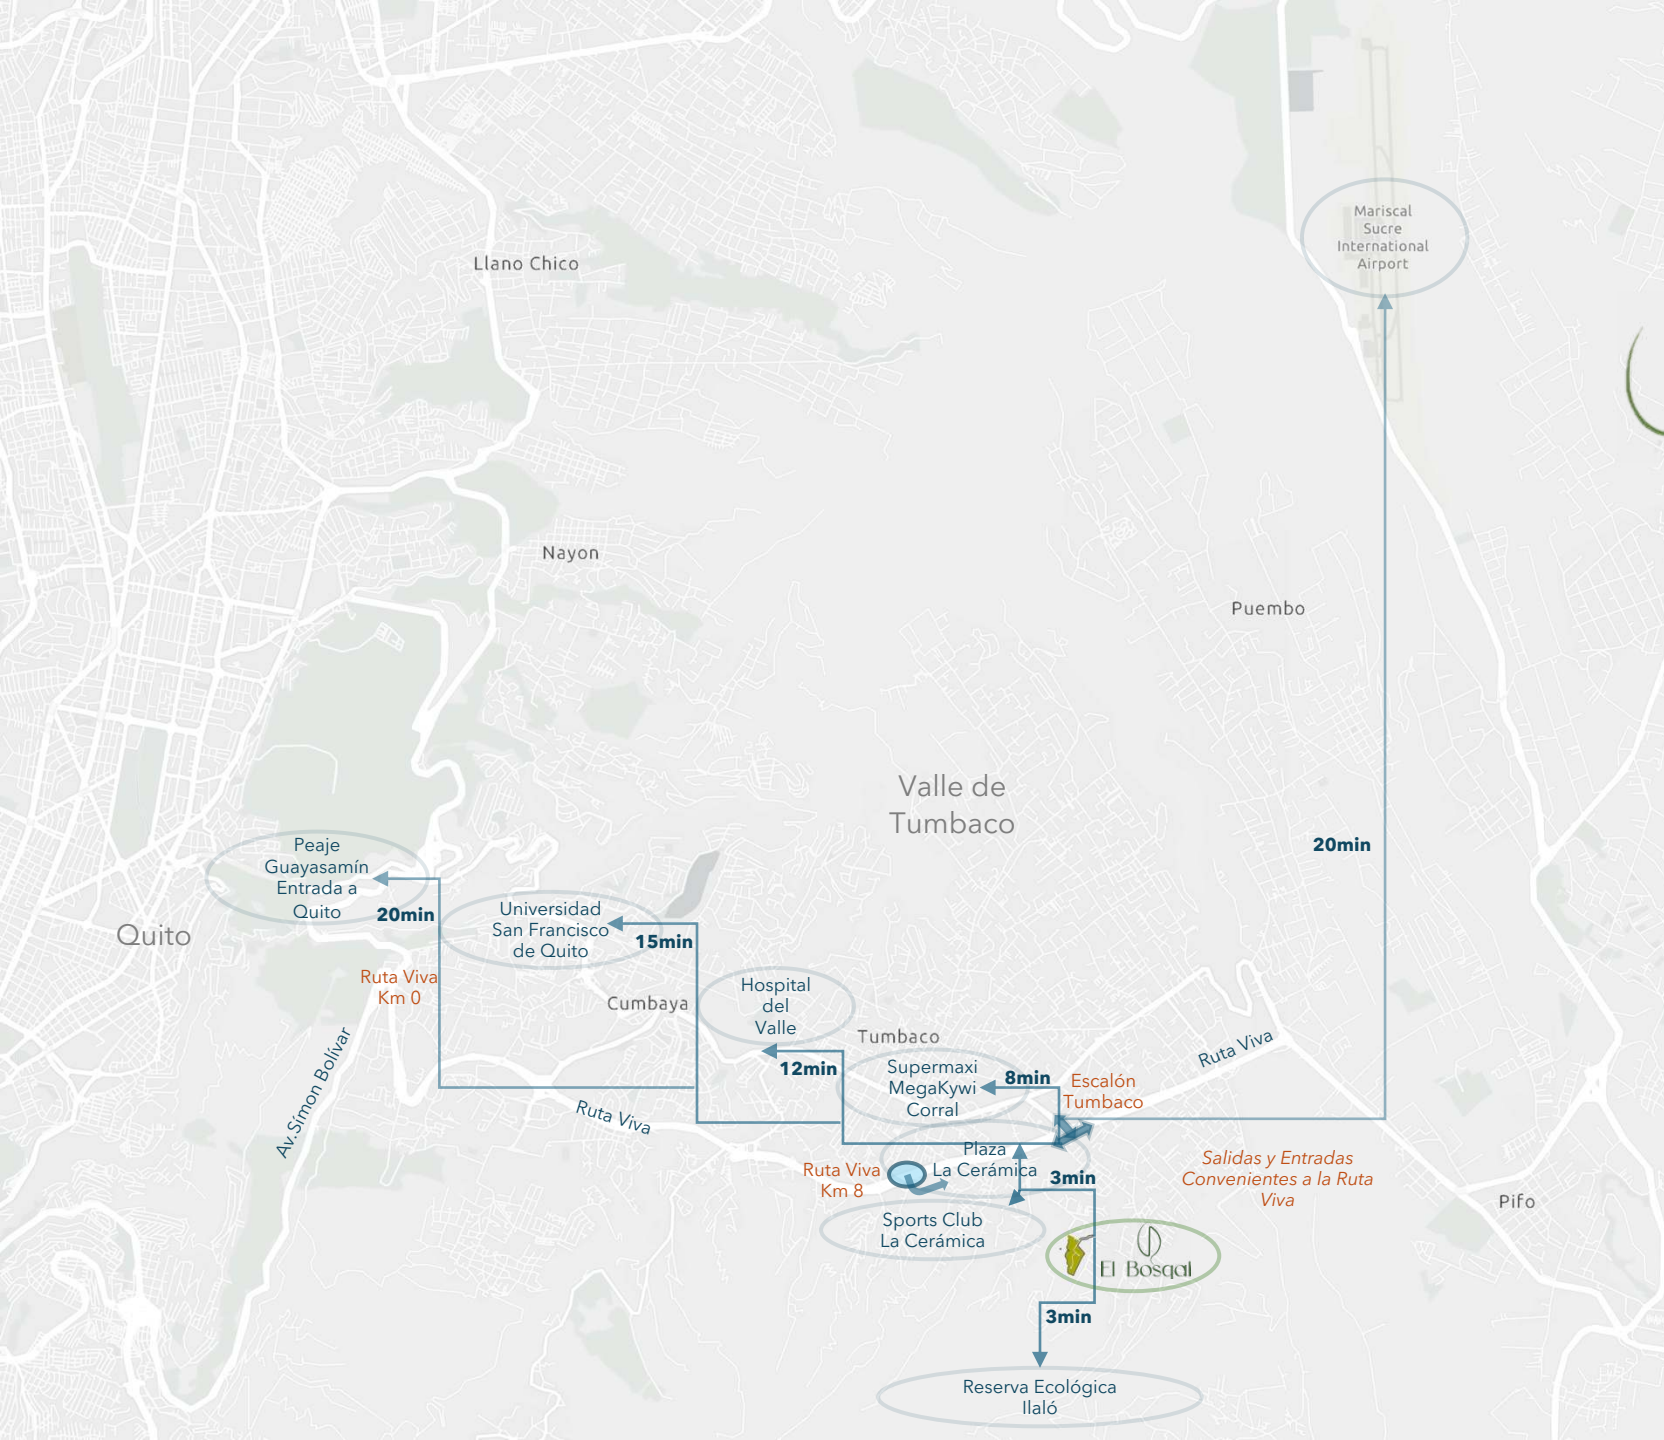 Mariscal
Sucre
International
Airport
Llano Chico
Nayon
Puembo
Valle de
Tumbaco
20min
Peaje
Guayasamín
Entrada a
Quito
20min
Quito
Universidad
San Francisco
de Quito
15min
Ruta Viva
Km 0
Cumbaya
Hospital
del
Valle
12min
Tumbaco
Supermaxi
MegaKywi
Corral
8min
Escalón
Tumbaco
Ruta Viva
Av.Símon Bolívar
Ruta Viva
Plaza
La Cerámica
3min
Ruta Viva
Km 8
Salidas y Entradas
Convenientes a la Ruta
Viva
Pifo
Sports Club
La Cerámica
El Bosqal
3min
Reserva Ecológica
Ilaló